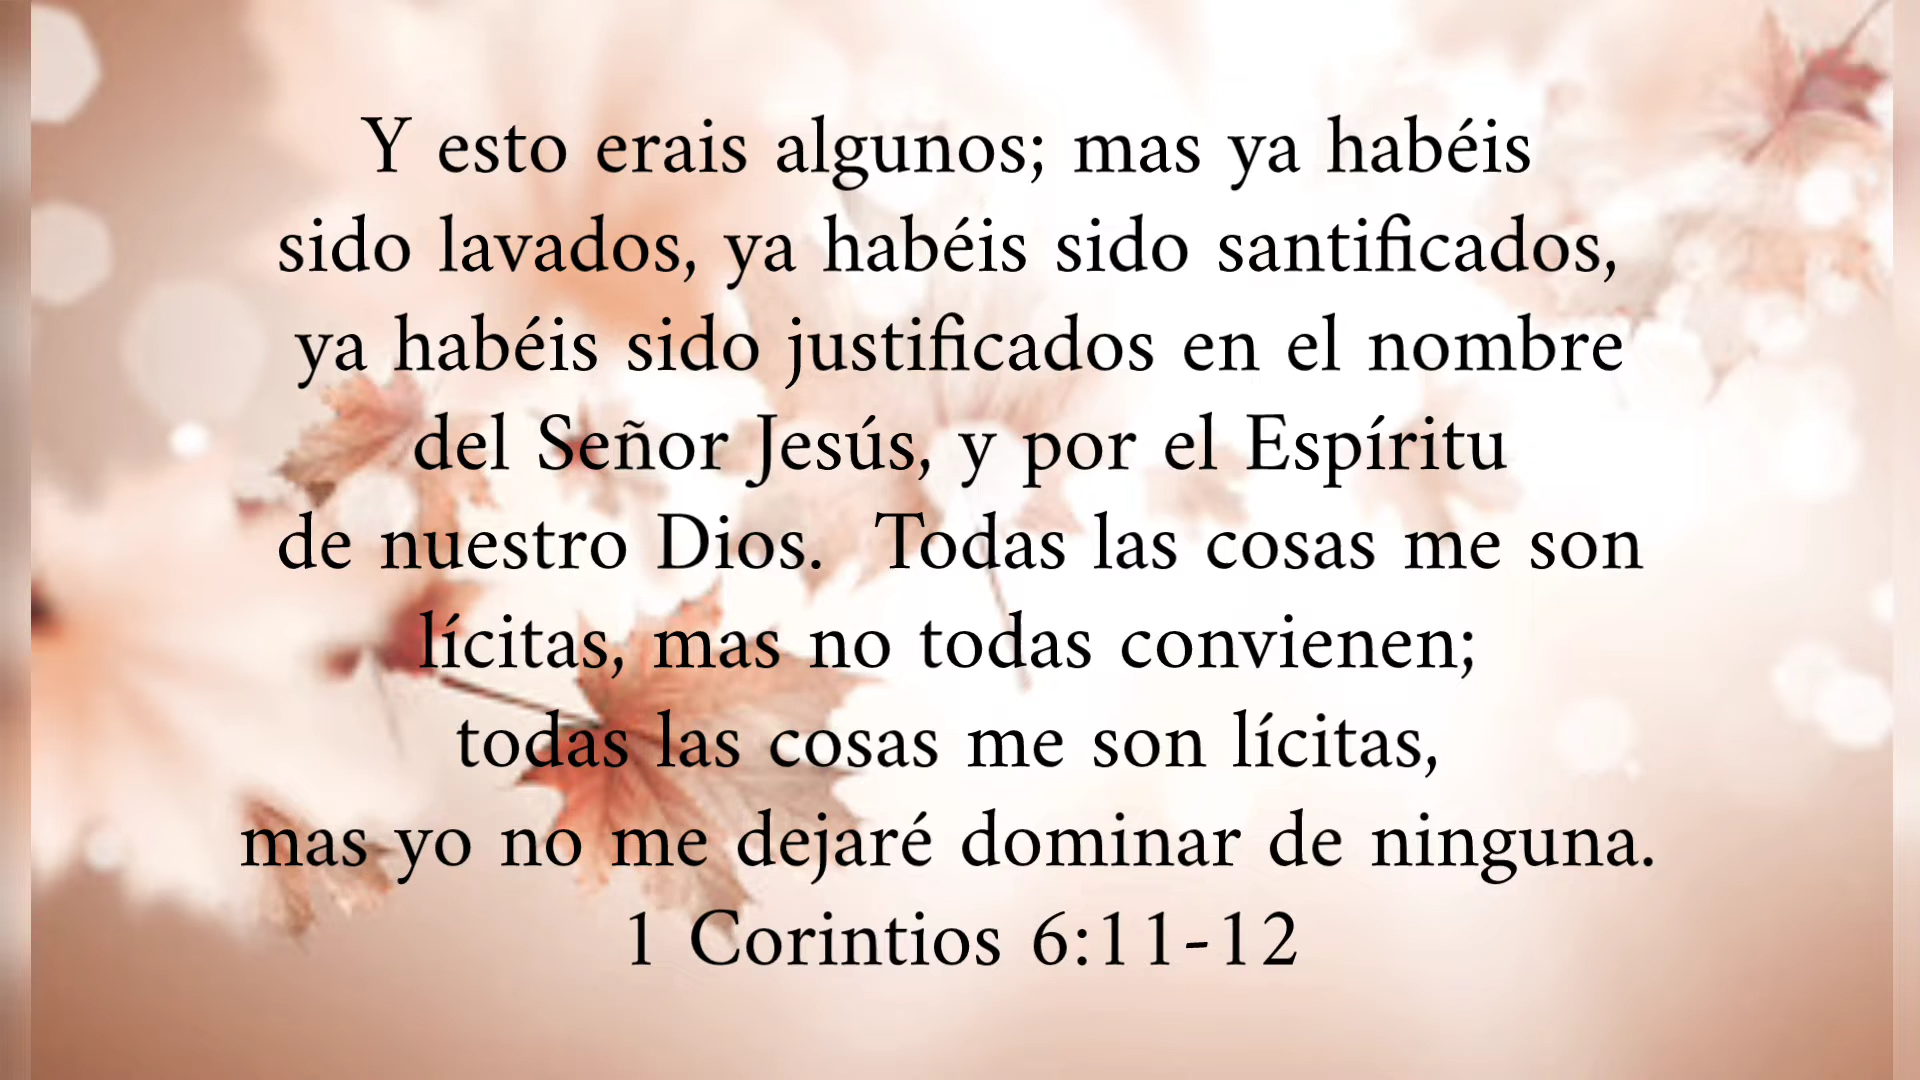 Y esto erais algunos; mas ya habéis
sido lavados, ya habéis sido santificados,
ya habéis sido justificados en el nombre
del Señor Jesús, y por el Espíritu
de nuestro Dios.  Todas las cosas me son
lícitas, mas no todas convienen;
todas las cosas me son lícitas,
mas yo no me dejaré dominar de ninguna.
1 Corintios 6:11-12